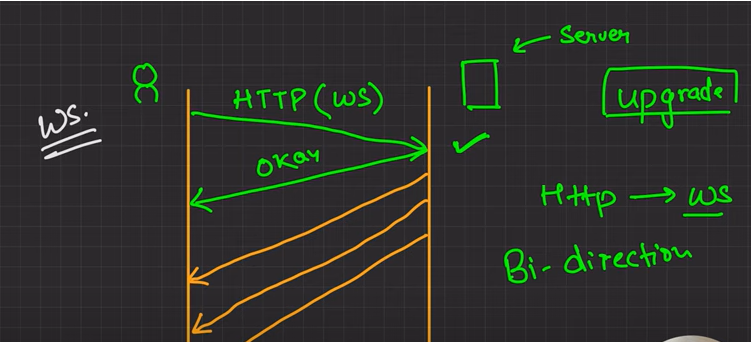 Server
HTTP (WS)
upgrade
WS.
okay
Http → WS
Bi-direction